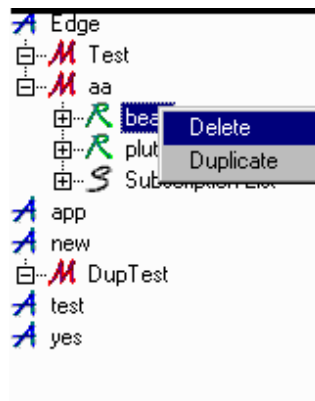 Edge
Test
aa
Delete
Duplicate
app
new
DupTest
test
yes